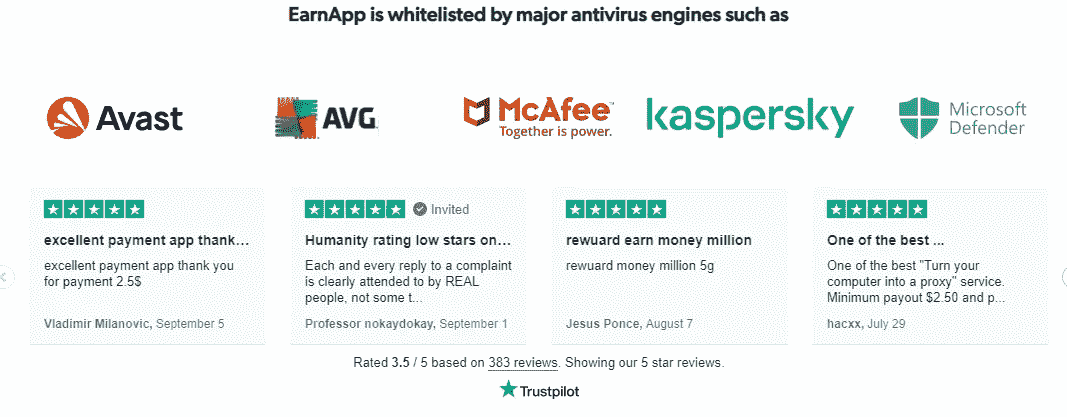 EarnApp is whitelisted by major antivirus engines such as
Avast
AVG
McAfee™
Together is power.
kaspersky
Microsoft
Defender
excellent payment app thank...
excellent payment app thank you
for payment 2.5$
Vladimir Milanovic, September 5
Invited
Humanity rating low stars on...
Each and every reply to a complaint
is clearly attended to by REAL
people, not some t...
Professor nokaydokay, September 1
rewuard earn money million
rewuard money million 5g
Jesus Ponce, August 7
One of the best ...
One of the best "Turn your
computer into a proxy" service.
Minimum payout $2.50 and p...
hacxx, July 29
Rated 3.5 / 5 based on 383 reviews. Showing our 5 star reviews.
Trustpilot